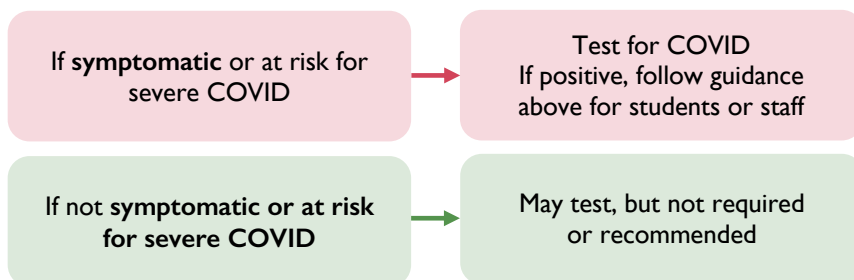 If symptomatic or at risk for
severe COVID
Test for COVID
If positive, follow guidance
above for students or staff
If not symptomatic or at risk
for severe COVID
May test, but not required
or recommended